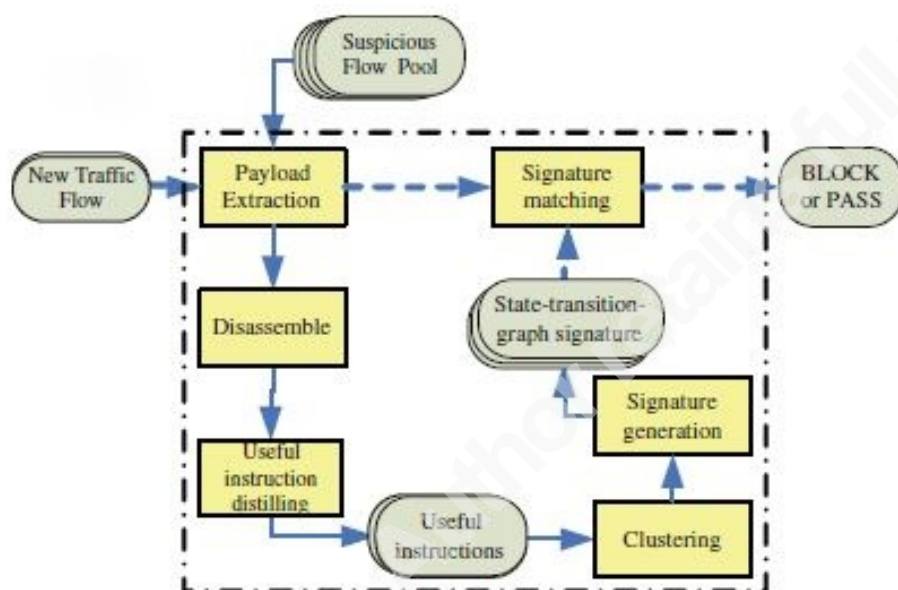 Suspicious
Flow Pool
New Traffic
Flow
Payload
Extraction
Signature
matching
BLOCK
or PASS
Disassemble
State-transition-
graph signature
Signature
generation
Useful
instruction
distilling
Useful
instructions
Clustering